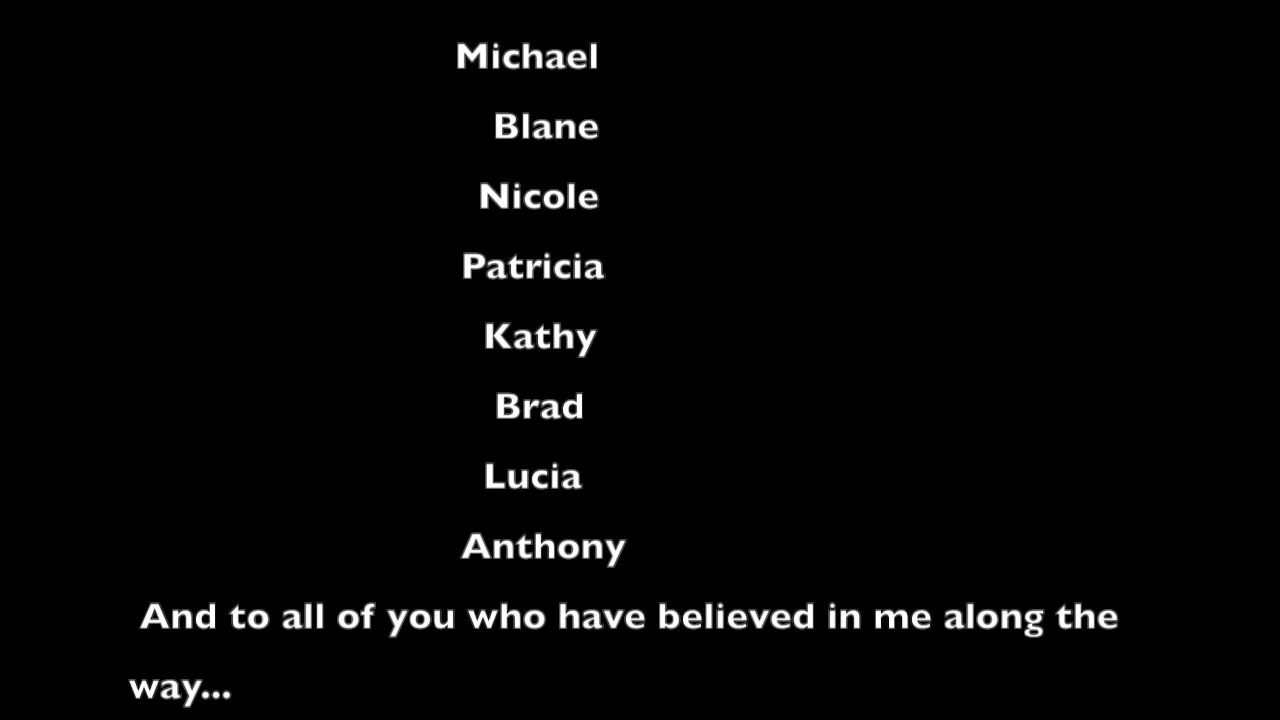 Michael
Blane
Nicole
Patricia
Kathy
Brad
Lucia
Anthony
And to all of you who have believed in me along the
way...